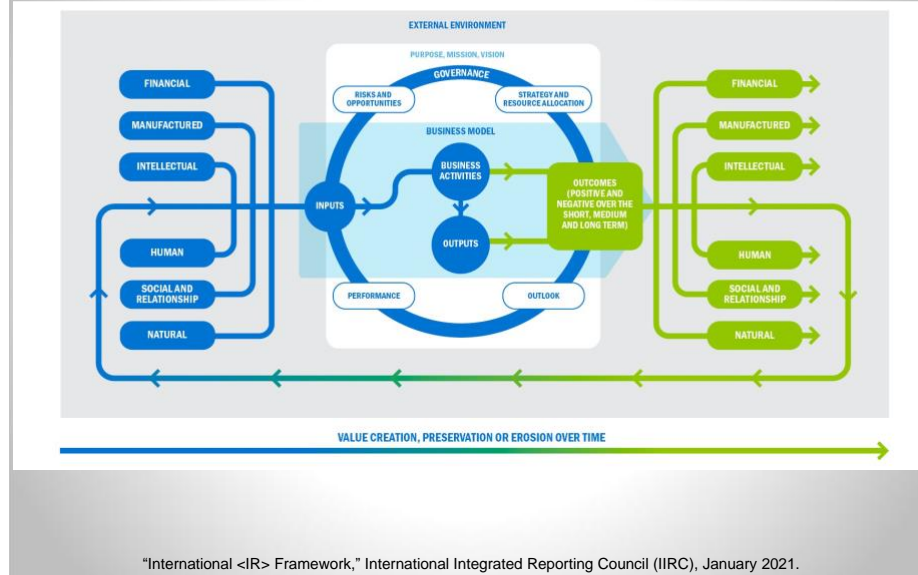 EXTERNAL ENVIRONMENT
PURPOSE, MISSION, VISION
GOVERNANCE
FINANCIAL
MANUFACTURED
INTELLECTUAL
HUMAN
SOCIAL AND
RELATIONSHIP
NATURAL
INPUTS
RISKS AND
OPPORTUNITIES
STRATEGY AND
RESOURCE ALLOCATION
BUSINESS MODEL
BUSINESS
ACTIVITIES
OUTPUTS
OUTCOMES
(POSITIVE AND
NEGATIVE OVER THE
SHORT, MEDIUM
AND LONG TERM)
PERFORMANCE
OUTLOOK
FINANCIAL
MANUFACTURED
INTELLECTUAL
HUMAN
SOCIAL AND
RELATIONSHIP
NATURAL
VALUE CREATION, PRESERVATION OR EROSION OVER TIME
“International <IR> Framework,” International Integrated Reporting Council (IIRC), January 2021.